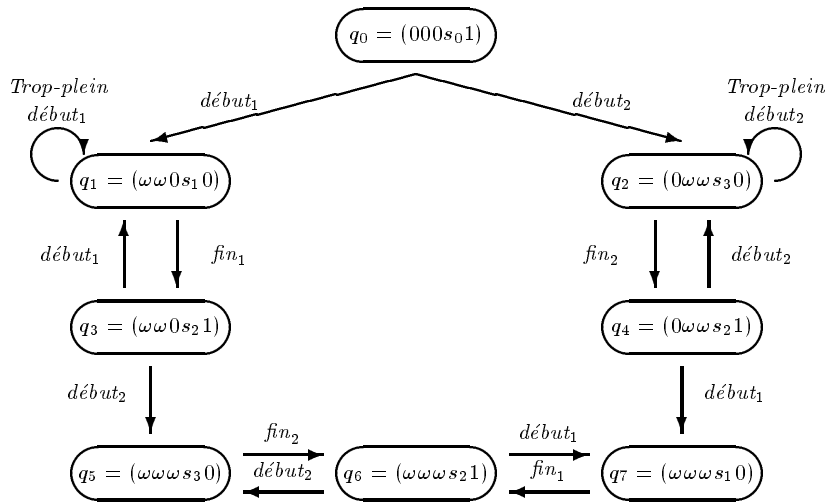 q₀ = (000s₀1)
Trop-plein
début₁
début₁
début₂
Trop-plein
début₂
q₁ = (ωω0s₁0)
q₂ = (0ωωs₃0)
début₁
fin₁
fin₂
début₂
q₃ = (ωω0s₂1)
q₄ = (0ωωs₂1)
début₂
début₁
fin₂
début₁
q₅ = (ωωωs₃0)
début₂
q₆ = (ωωωs₂1)
fin₁
q₇ = (ωωωs₁0)